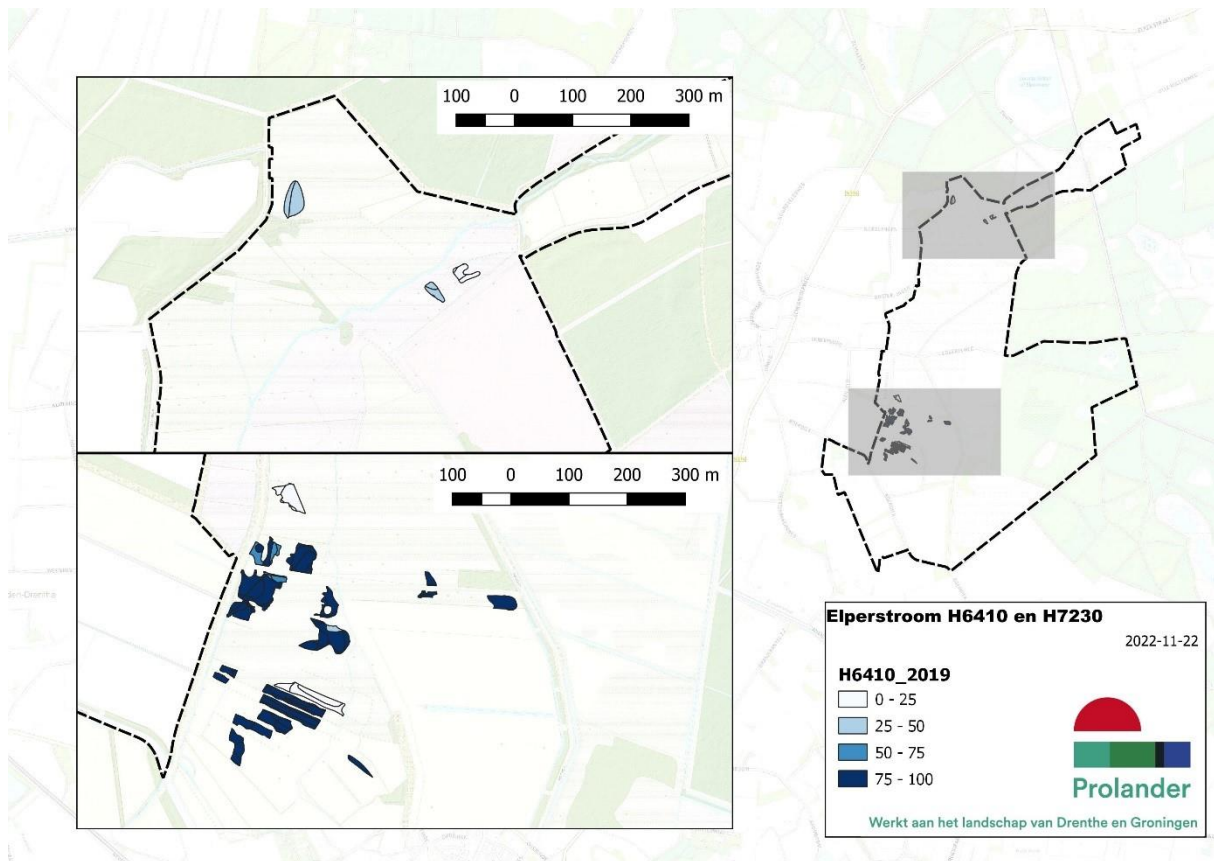 100 0 100 200 300 m
100 0 100 200 300 m
Elperstroom H6410 en H7230
2022-11-22
H6410_2019
0 - 25
25 - 50
50 - 75
75 - 100
Prolander
Werkt aan het landschap van Drenthe en Groningen